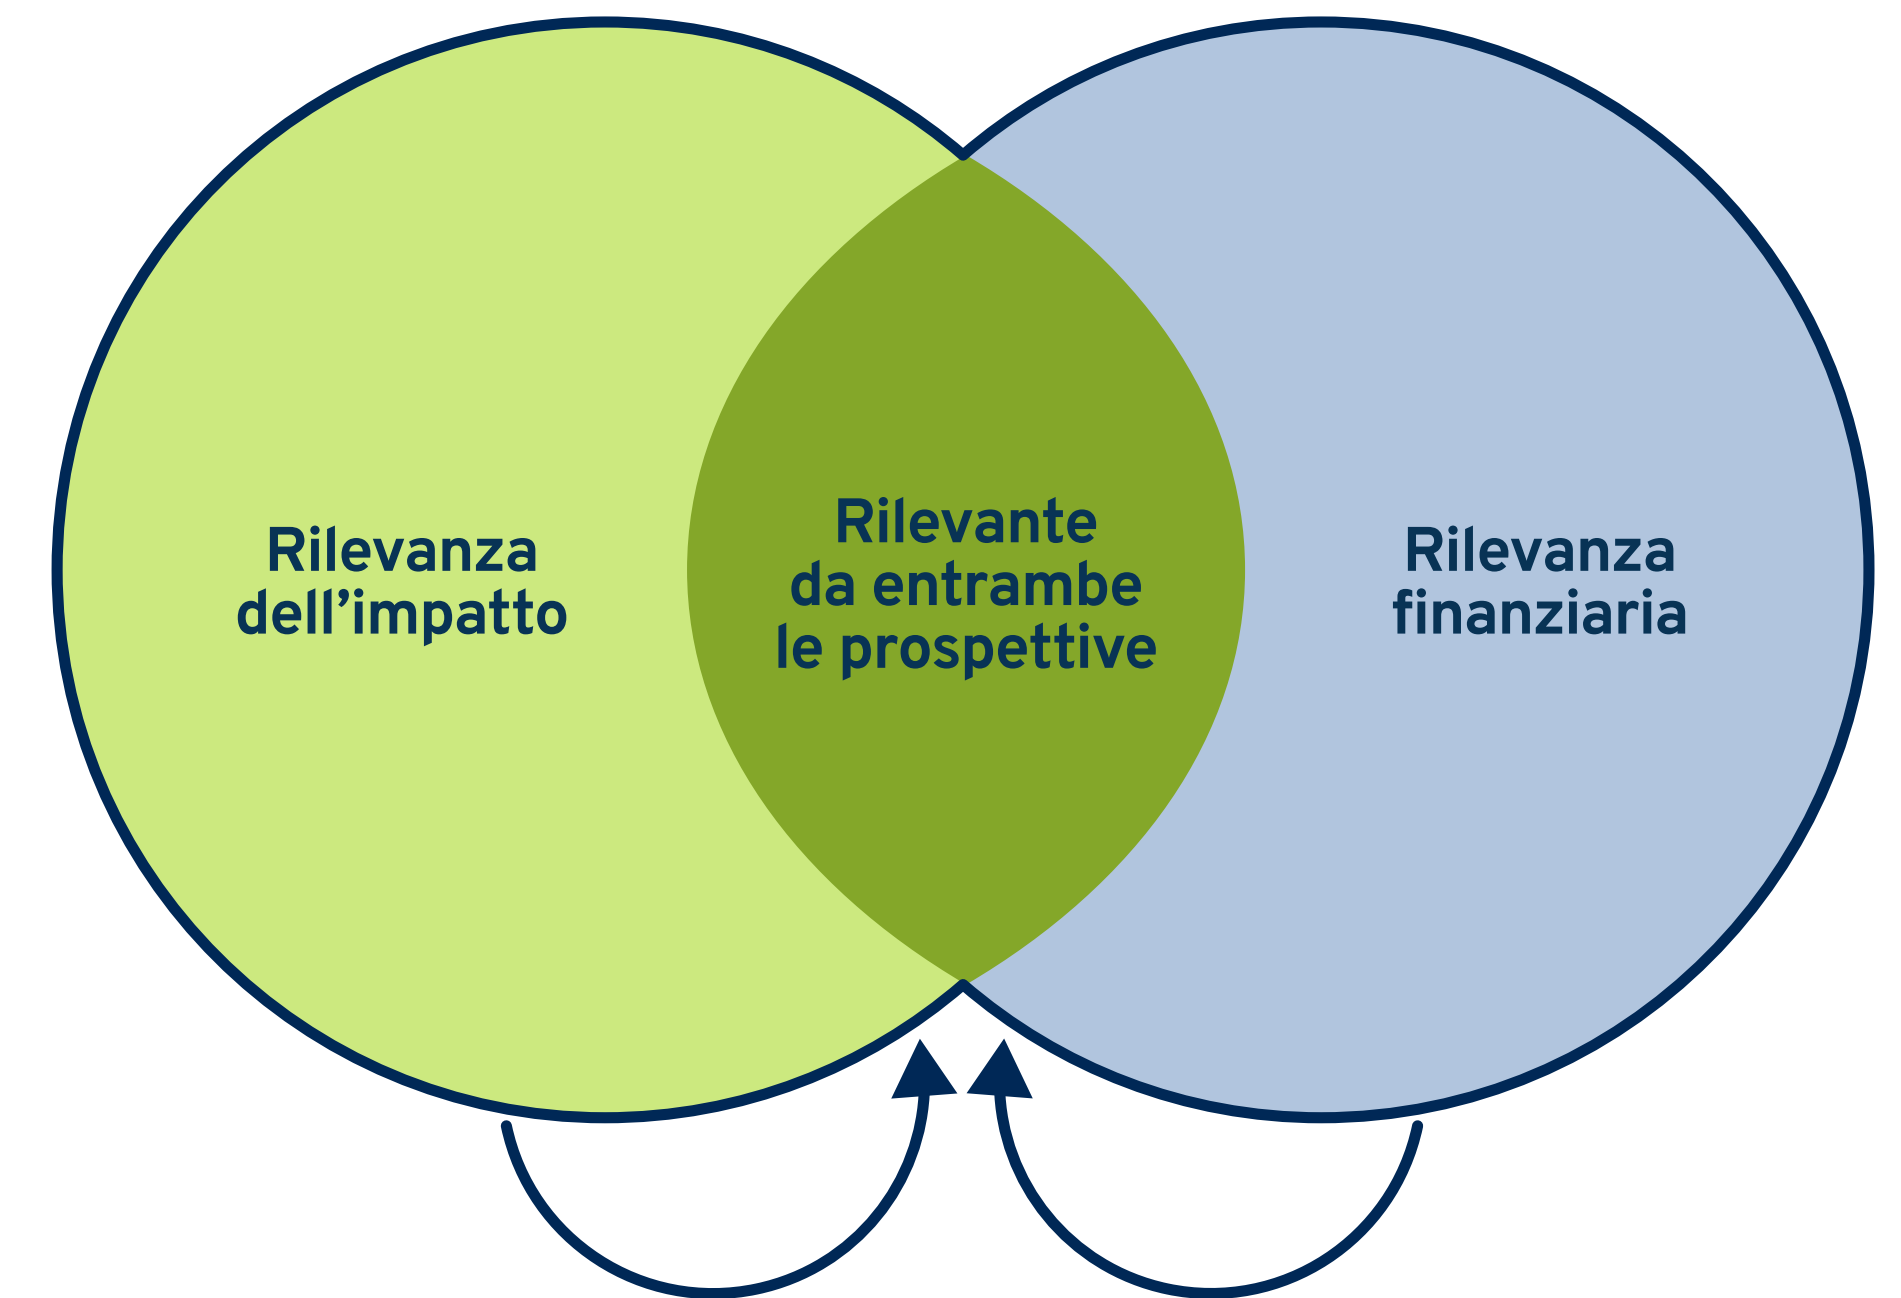 Rilevanza
dell’impatto
Rilevante
da entrambe
le prospettive
Rilevanza
finanziaria